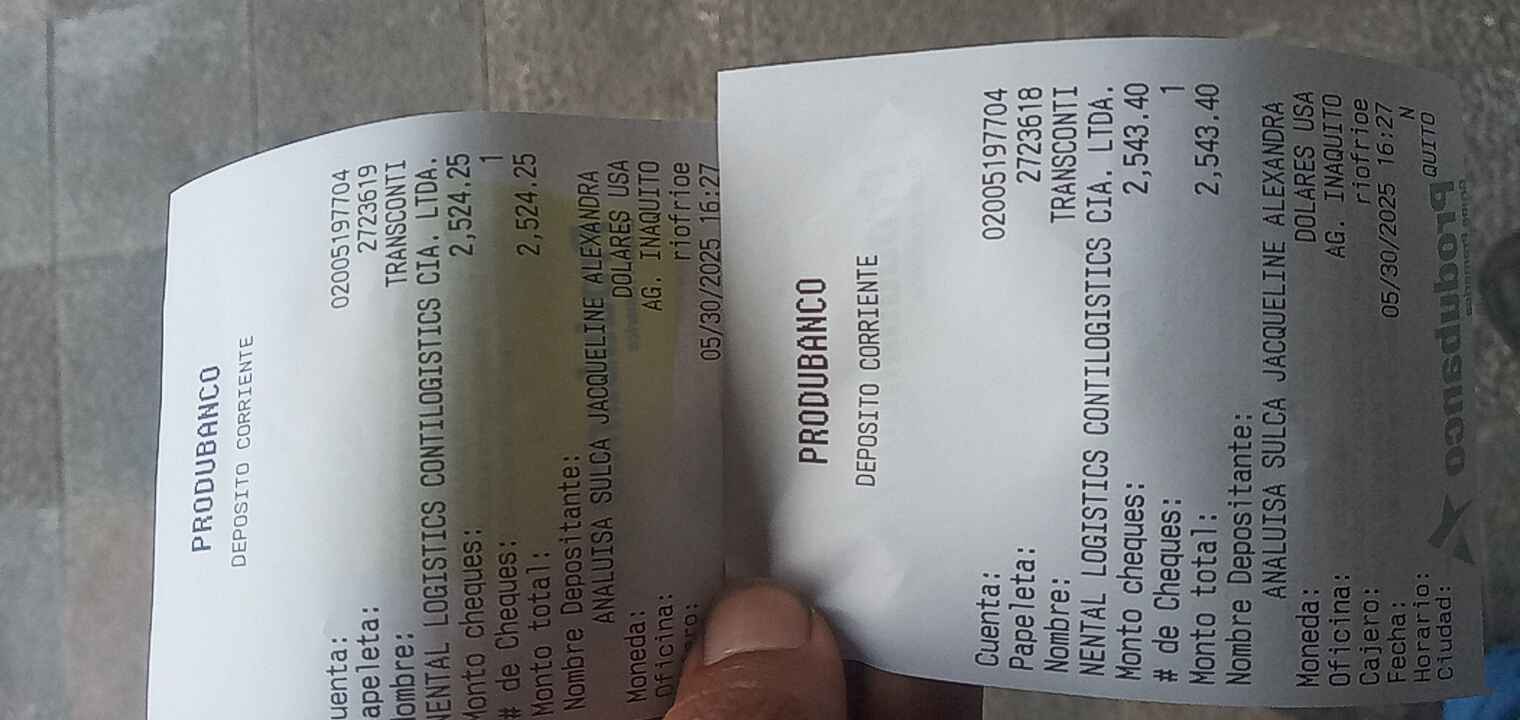 PRODUBANCO
DEPOSITO CORRIENTE
uenta: 02005197704
apeleta: 2723619
ombre: TRANSCONTI
NENTAL LOGISTICS CONTILOGISTICS CIA. LTDA.
Monto cheques: 2,524.25
# de Cheques: 1
Monto total: 2,524.25
Nombre Depositante:
ANALUISA SULCA JACQUELINE ALEXANDRA
Moneda: DOLARES USA
Oficina: AG. INAQUITO
ro: riofrioe
05/30/2025 16:27
PRODUBANCO
DEPOSITO CORRIENTE
Cuenta: 02005197704
Papeleta: 2723618
Nombre: TRANSCONTI
NENTAL LOGISTICS CONTILOGISTICS CIA. LTDA.
Monto cheques: 2,543.40
# de Cheques: 1
Monto total: 2,543.40
Nombre Depositante:
ANALUISA SULCA JACQUELINE ALEXANDRA
Moneda: DOLARES USA
Oficina: AG. INAQUITO
Cajero: riofrioe
Fecha: 05/30/2025 16:27
Horario: N
Ciudad: QUITO
Produbanco